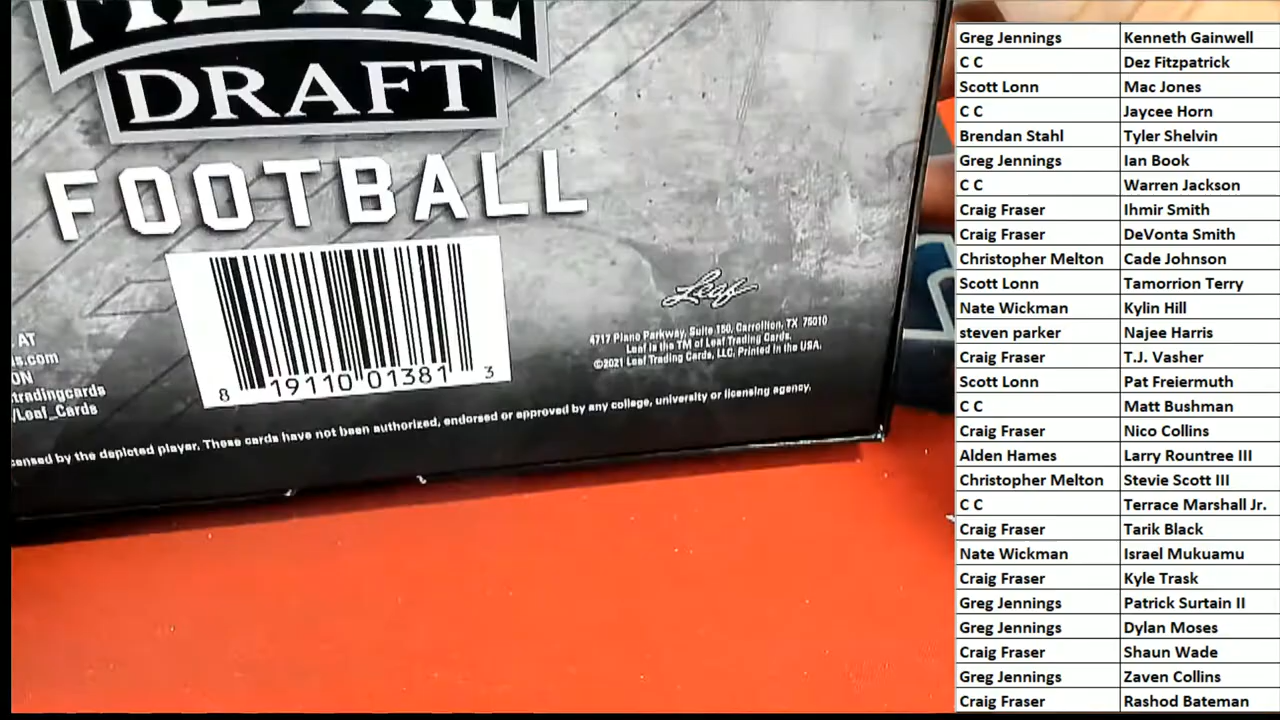 METAL
DRAFT
FOOTBALL
AT
s.com
ON
tradingcards
/Leaf_Cards
8 19110 01381 3
Leaf
4717 Plano Parkway, Suite 150, Carrollton, TX 75010
Leaf is the TM of Leaf Trading Cards.
©2021 Leaf Trading Cards, LLC. Printed in the USA.
ensed by the depicted player. These cards have not been authorized, endorsed or approved by any college, university or licensing agency.
Greg Jennings Kenneth Gainwell
C C Dez Fitzpatrick
Scott Lonn Mac Jones
C C Jaycee Horn
Brendan Stahl Tyler Shelvin
Greg Jennings Ian Book
C C Warren Jackson
Craig Fraser Ihmir Smith
Craig Fraser DeVonta Smith
Christopher Melton Cade Johnson
Scott Lonn Tamorrion Terry
Nate Wickman Kylin Hill
steven parker Najee Harris
Craig Fraser T.J. Vasher
Scott Lonn Pat Freiermuth
C C Matt Bushman
Craig Fraser Nico Collins
Alden Hames Larry Rountree III
Christopher Melton Stevie Scott III
C C Terrace Marshall Jr.
Craig Fraser Tarik Black
Nate Wickman Israel Mukuamu
Craig Fraser Kyle Trask
Greg Jennings Patrick Surtain II
Greg Jennings Dylan Moses
Craig Fraser Shaun Wade
Greg Jennings Zaven Collins
Craig Fraser Rashod Bateman